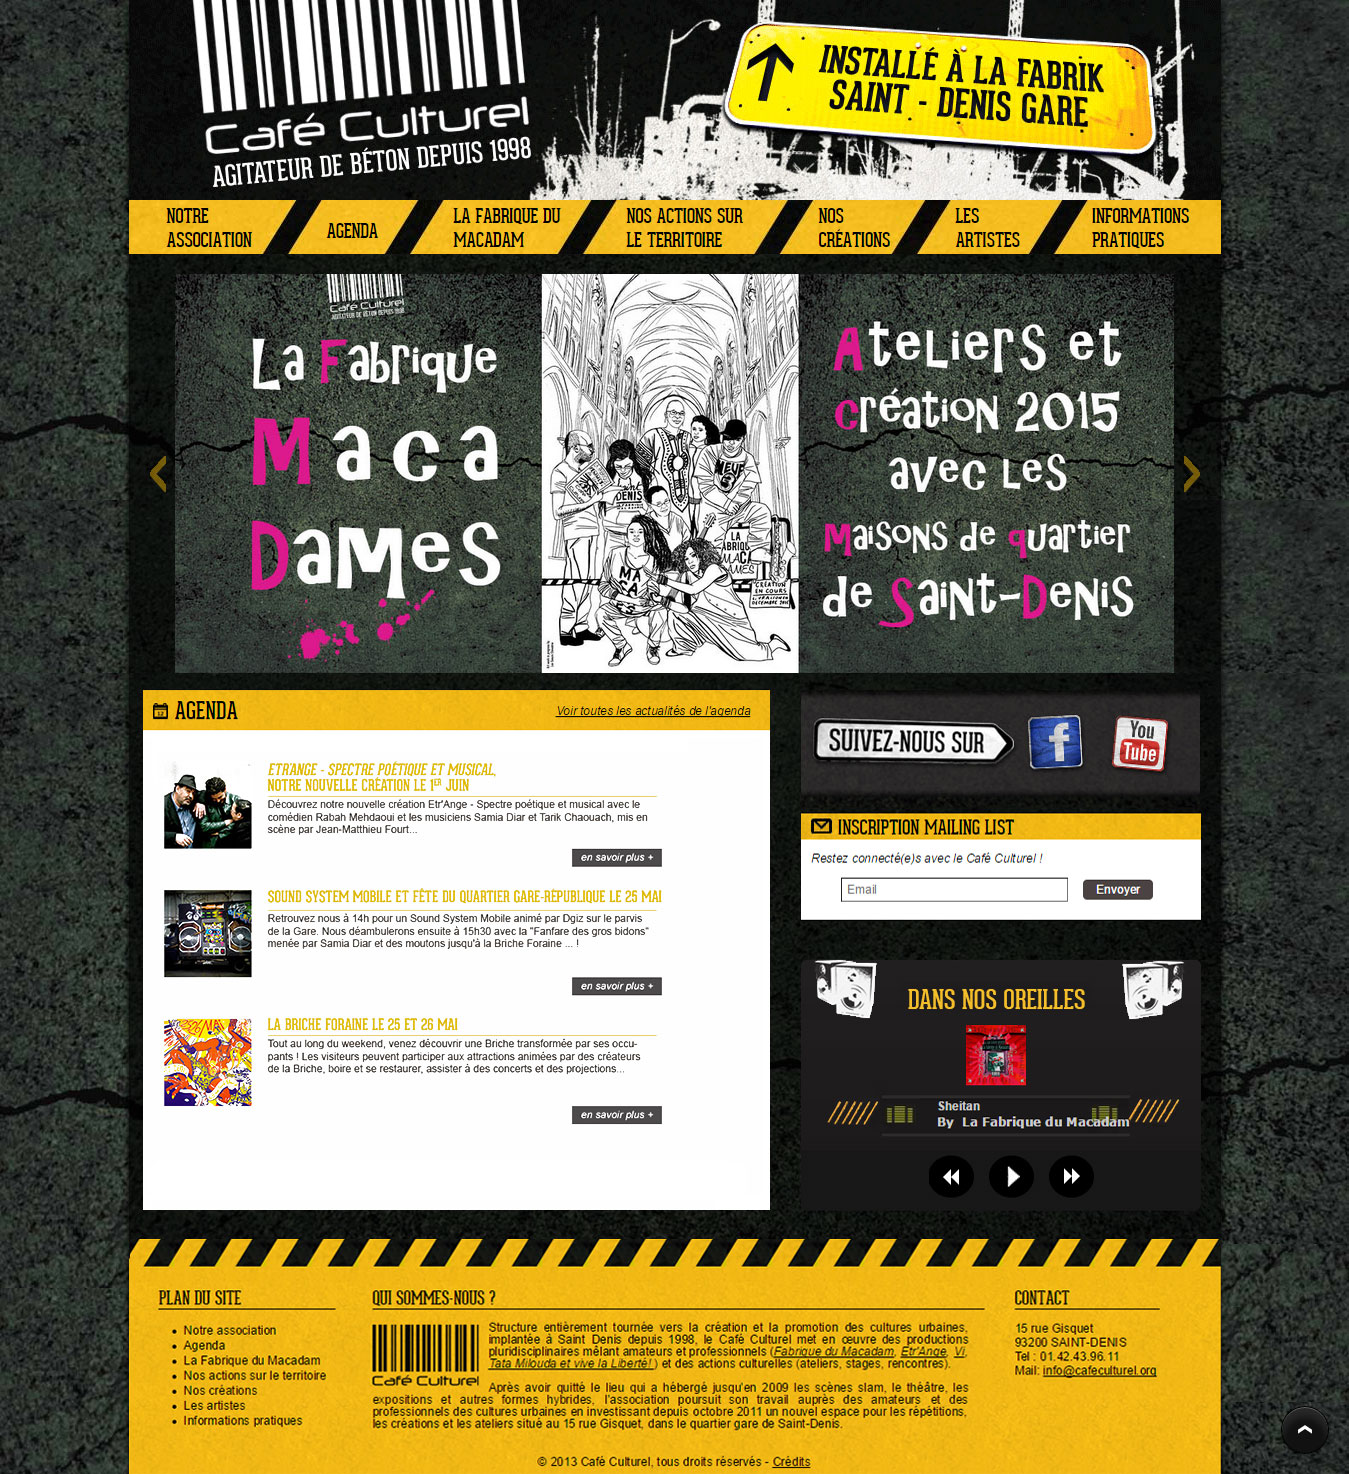 Café Culturel
AGITATEUR DE BÉTON DEPUIS 1998
INSTALLÉ À LA FABRIK
SAINT - DENIS GARE
NOTRE
ASSOCIATION
AGENDA
LA FABRIQUE DU
MACADAM
NOS ACTIONS SUR
LE TERRITOIRE
NOS
CRÉATIONS
LES
ARTISTES
INFORMATIONS
PRATIQUES
Café Culturel
AGITATEUR DE BÉTON DEPUIS 1998
La Fabrique
Maca
Dames
NEUF
DENIS
LA
FABRIQUE
MACA
DAMES
MACA
CRÉATION
EN COURS
Ateliers et
Création 2015
avec les
Maisons de quartier
de Saint-Denis
AGENDA
Voir toutes les actualités de l'agenda
ETR'ANGE - SPECTRE POÉTIQUE ET MUSICAL,
NOTRE NOUVELLE CRÉATION LE 1ER JUIN
Découvrez notre nouvelle création Etr'Ange - Spectre poétique et musical avec le
comédien Rabah Mehdaoui et les musiciens Samia Diar et Tarik Chaouach, mis en
scène par Jean-Matthieu Fourt...
en savoir plus +
SOUND SYSTEM MOBILE ET FÊTE DU QUARTIER GARE-RÉPUBLIQUE LE 25 MAI
Retrouvez nous à 14h pour un Sound System Mobile animé par Dgiz sur le parvis
de la Gare. Nous déambulerons ensuite à 15h30 avec la "Fanfare des gros bidons"
menée par Samia Diar et des moutons jusqu'à la Briche Foraine ... !
en savoir plus +
LA BRICHE FORAINE LE 25 ET 26 MAI
Tout au long du weekend, venez découvrir une Briche transformée par ses occu-
pants ! Les visiteurs peuvent participer aux attractions animées par des créateurs
de la Briche, boire et se restaurer, assister à des concerts et des projections...
en savoir plus +
SUIVEZ-NOUS SUR
f
You
Tube
INSCRIPTION MAILING LIST
Restez connecté(e)s avec le Café Culturel !
Email
Envoyer
DANS NOS OREILLES
Sheitan
By La Fabrique du Macadam
PLAN DU SITE
Notre association
Agenda
La Fabrique du Macadam
Nos actions sur le territoire
Nos créations
Les artistes
Informations pratiques
QUI SOMMES-NOUS ?
Café Culturel
Structure entièrement tournée vers la création et la promotion des cultures urbaines,
implantée à Saint Denis depuis 1998, le Café Culturel met en œuvre des productions
pluridisciplinaires mêlant amateurs et professionnels (Fabrique du Macadam, Etr'Ange, Vi,
Tata Milouda et vive la Liberté! ) et des actions culturelles (ateliers, stages, rencontres).
Après avoir quitté le lieu qui a hébergé jusqu'en 2009 les scènes slam, le théâtre, les
expositions et autres formes hybrides, l'association poursuit son travail auprès des amateurs et des
professionnels des cultures urbaines en investissant depuis octobre 2011 un nouvel espace pour les répétitions,
les créations et les ateliers situé au 15 rue Gisquet, dans le quartier gare de Saint-Denis.
CONTACT
15 rue Gisquet
93200 SAINT-DENIS
Tel : 01.42.43.96.11
Mail: info@cafeculturel.org
© 2013 Café Culturel, tous droits réservés - Crédits